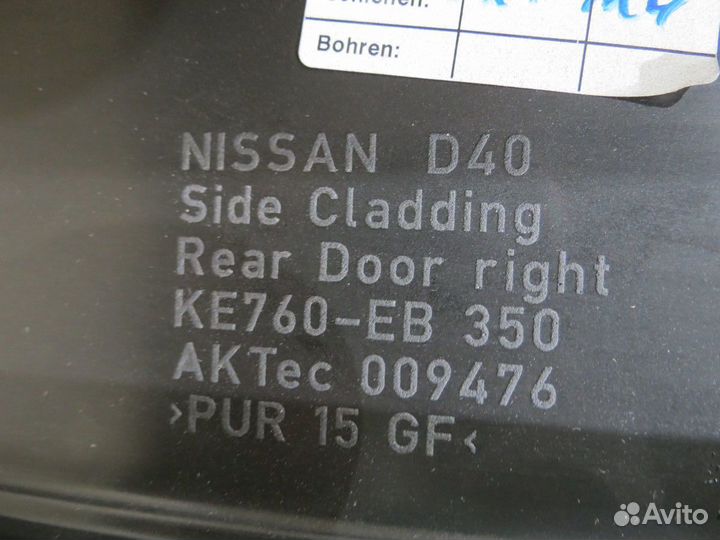 Bohren:
NISSAN D40
Side Cladding
Rear Door right
KE760-EB 350
AKTec 009476
>PUR 15 GF<
Avito